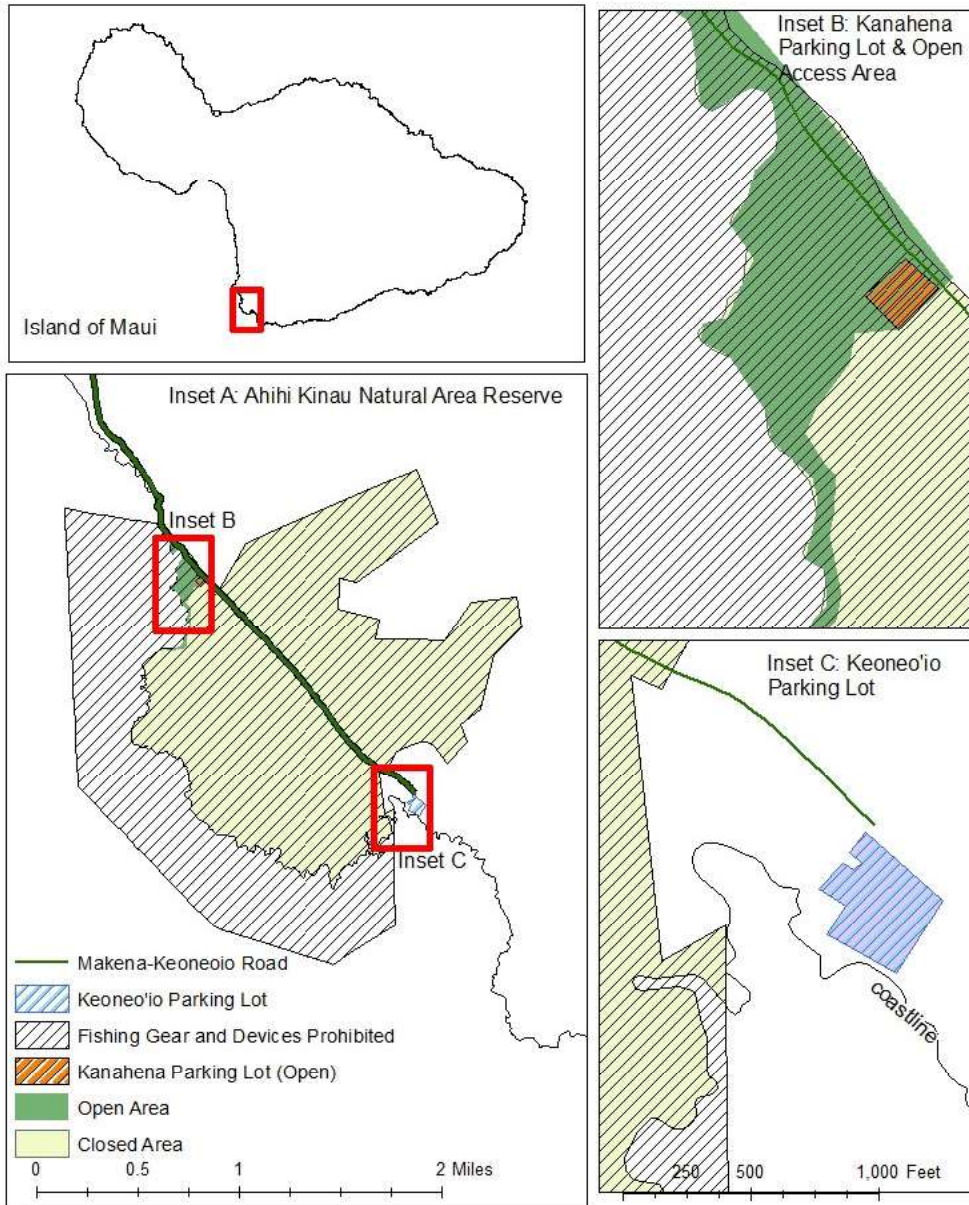 Island of Maui
Inset A: Ahihi Kinau Natural Area Reserve
Inset B
Inset C
Makena-Keoneoio Road
Keoneo'io Parking Lot
Fishing Gear and Devices Prohibited
Kanahena Parking Lot (Open)
Open Area
Closed Area
0 0.5 1 2 Miles
Inset B: Kanahena
Parking Lot & Open
Access Area
Inset C: Keoneo'io
Parking Lot
coastline
250 500 1,000 Feet